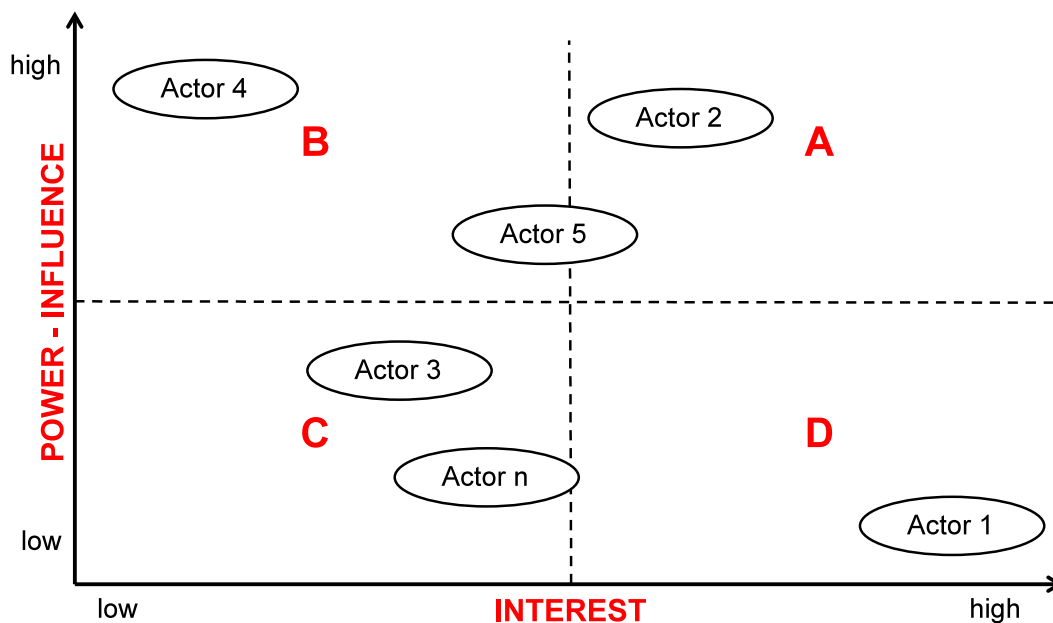 high
Actor 4
Actor 2
B
A
Actor 5
POWER - INFLUENCE
Actor 3
C
D
Actor n
Actor 1
low
low
INTEREST
high